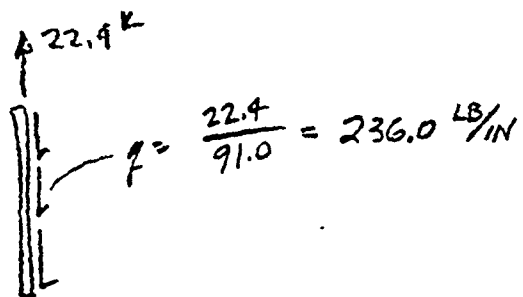 22.4 K
q = 22.4 / 91.0 = 236.0 LB/IN